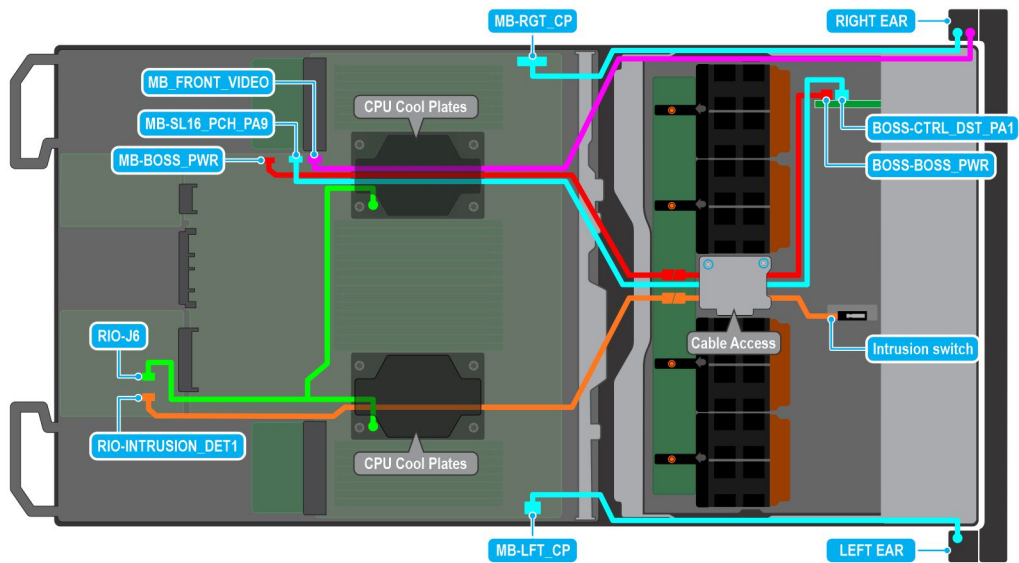 MB-RGT_CP
RIGHT EAR
MB_FRONT_VIDEO
CPU Cool Plates
MB-SL16_PCH_PA9
BOSS-CTRL_DST_PA1
MB-BOSS_PWR
BOSS-BOSS_PWR
RIO-J6
Cable Access
Intrusion switch
RIO-INTRUSION_DET1
CPU Cool Plates
MB-LFT_CP
LEFT EAR